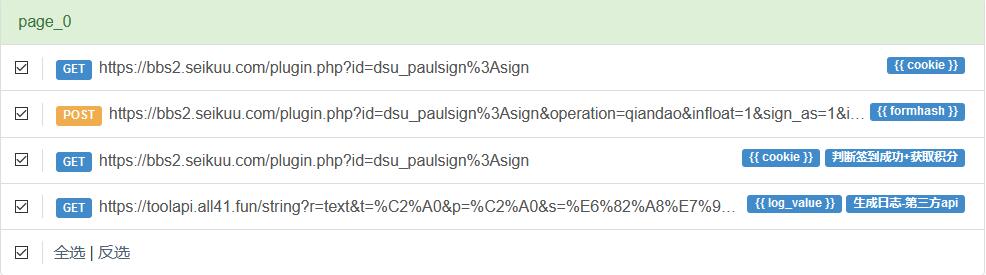 page_0
GET https://bbs2.seikuu.com/plugin.php?id=dsu_paulsign%3Asign {{ cookie }}
POST https://bbs2.seikuu.com/plugin.php?id=dsu_paulsign%3Asign&operation=qiandao&infloat=1&sign_as=1&i... {{ formhash }}
GET https://bbs2.seikuu.com/plugin.php?id=dsu_paulsign%3Asign {{ cookie }} 判断签到成功+获取积分
GET https://toolapi.all41.fun/string?r=text&t=%C2%A0&p=%C2%A0&s=%E6%82%A8%E7%9... {{ log_value }} 生成日志-第三方api
全选 | 反选